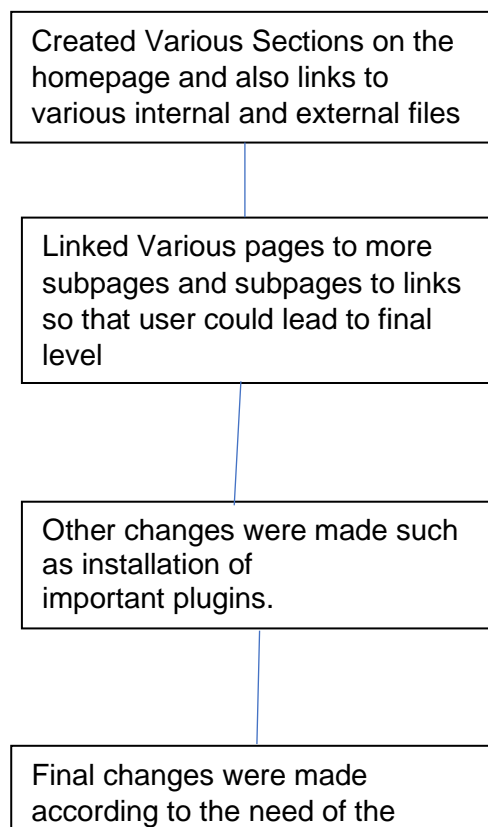 Created Various Sections on the
homepage and also links to
various internal and external files
Linked Various pages to more
subpages and subpages to links
so that user could lead to final
level
Other changes were made such
as installation of
important plugins.
Final changes were made
according to the need of the